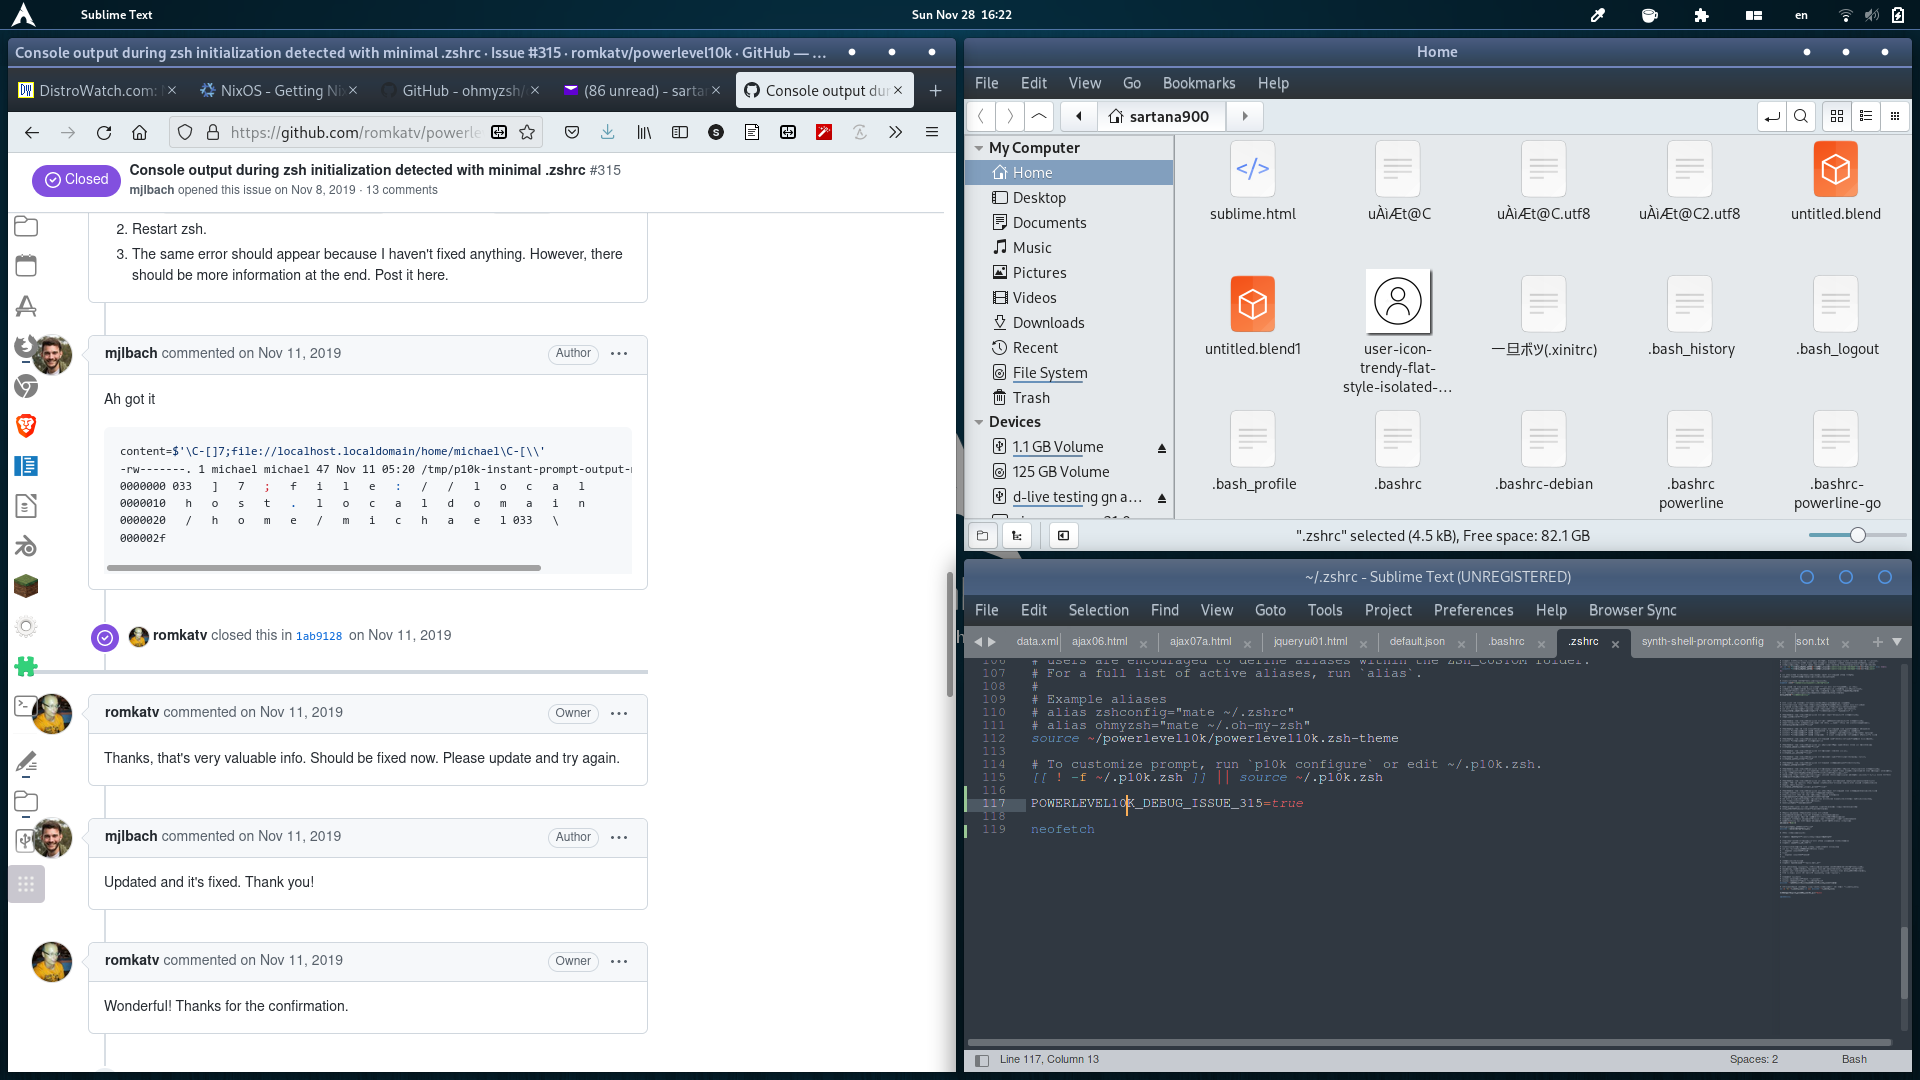 Sublime Text
Sun Nov 28 16:22
en
Console output during zsh initialization detected with minimal .zshrc · Issue #315 · romkatv/powerlevel10k · GitHub — ...
DistroWatch.com:
NixOS - Getting Ni
GitHub - ohmyzsh/
(86 unread) - sarta
Console output du
https://github.com/romkatv/powerle
Closed
Console output during zsh initialization detected with minimal .zshrc #315
mjlbach opened this issue on Nov 8, 2019 · 13 comments
2. Restart zsh.
3. The same error should appear because I haven't fixed anything. However, there
should be more information at the end. Post it here.
mjlbach commented on Nov 11, 2019
Author
Ah got it
content=$'\C-[]7;file://localhost.localdomain/home/michael\C-[\\'
-rw-------. 1 michael michael 47 Nov 11 05:20 /tmp/p10k-instant-prompt-output-
0000000 033 ] 7 ; f i l e : / / l o c a l
0000010 h o s t . l o c a l d o m a i n
0000020 / h o m e / m i c h a e l 033 \
000002f
romkatv closed this in 1ab9128 on Nov 11, 2019
romkatv commented on Nov 11, 2019
Owner
Thanks, that's very valuable info. Should be fixed now. Please update and try again.
mjlbach commented on Nov 11, 2019
Author
Updated and it's fixed. Thank you!
romkatv commented on Nov 11, 2019
Owner
Wonderful! Thanks for the confirmation.
Home
File Edit View Go Bookmarks Help
sartana900
My Computer
Home
Desktop
Documents
Music
Pictures
Videos
Downloads
Recent
File System
Trash
Devices
1.1 GB Volume
125 GB Volume
d-live testing gn a...
sublime.html
uÀìÆt@C
uÀìÆt@C.utf8
uÀìÆt@C2.utf8
untitled.blend
untitled.blend1
user-icon-
trendy-flat-
style-isolated-...
一旦ボツ(.xinitrc)
.bash_history
.bash_logout
.bash_profile
.bashrc
.bashrc-debian
.bashrc
powerline
.bashrc-
powerline-go
".zshrc" selected (4.5 kB), Free space: 82.1 GB
~/.zshrc - Sublime Text (UNREGISTERED)
File Edit Selection Find View Goto Tools Project Preferences Help Browser Sync
data.xml
ajax06.html
ajax07a.html
jqueryui01.html
default.json
.bashrc
.zshrc
synth-shell-prompt.config
son.txt
106 # users are encouraged to define aliases within the ZSH_CUSTOM folder.
107 # For a full list of active aliases, run `alias`.
108 #
109 # Example aliases
110 # alias zshconfig="mate ~/.zshrc"
111 # alias ohmyzsh="mate ~/.oh-my-zsh"
112 source ~/powerlevel10k/powerlevel10k.zsh-theme
113
114 # To customize prompt, run `p10k configure` or edit ~/.p10k.zsh.
115 [[ ! -f ~/.p10k.zsh ]] || source ~/.p10k.zsh
116
117 POWERLEVEL10K_DEBUG_ISSUE_315=true
118
119 neofetch
Line 117, Column 13
Spaces: 2
Bash